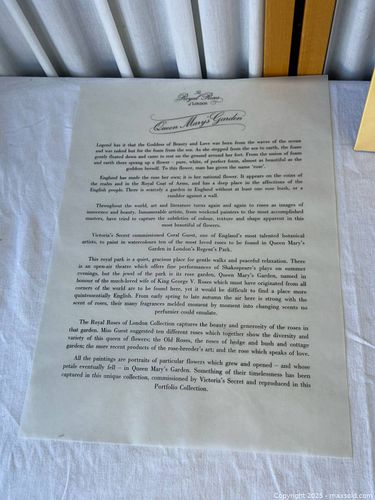 The
Royal Roses
of LONDON
Queen Mary's Garden
Legend has it that the Goddess of Beauty and Love was born from the waves of the ocean
and was naked but for the foam from the sea. As she stepped from the sea to earth, the foam
gently floated down and came to rest on the ground around her feet. From the union of foam
and earth there sprang up a flower - pure, white, of perfect form, almost as beautiful as the
goddess herself. To this flower, man has given the name 'rose'.
England has made the rose her own; it is her national flower. It appears on the coins of
the realm and in the Royal Coat of Arms, and has a deep place in the affections of the
English people. There is scarcely a garden in England without at least one rose bush, or a
rambler against a wall.
Throughout the world, art and literature turns again and again to roses as images of
innocence and beauty. Innumerable artists, from weekend painters to the most accomplished
masters, have tried to capture the subtleties of colour, texture and shape apparent in this
most beautiful of flowers.
Victoria's Secret commissioned Coral Guest, one of England's most talented botanical
artists, to paint in watercolours ten of the most loved roses to be found in Queen Mary's
Garden in London's Regent's Park.
This royal park is a quiet, gracious place for gentle walks and peaceful relaxation. There
is an open-air theatre which offers fine performances of Shakespeare's plays on summer
evenings, but the jewel of the park is its rose garden, Queen Mary's Garden, named in
honour of the much-loved wife of King George V. Roses which must have originated from all
corners of the world are to be found here, yet it would be difficult to find a place more
quintessentially English. From early spring to late autumn the air here is strong with the
scent of roses, their many fragrances melded moment by moment into changing scents no
perfumier could emulate.
The Royal Roses of London Collection captures the beauty and generosity of the roses in
that garden. Miss Guest suggested ten different roses which together show the diversity and
variety of this queen of flowers; the Old Roses, the roses of hedge and bush and cottage
garden; the more recent products of the rose-breeder's art; and the rose which speaks of love.
All the paintings are portraits of particular flowers which grew and opened – and whose
petals eventually fell – in Queen Mary's Garden. Something of their timelessness has been
captured in this unique collection, commissioned by Victoria's Secret and reproduced in this
Portfolio Collection.
Copyright © 2025 - maxsold.com